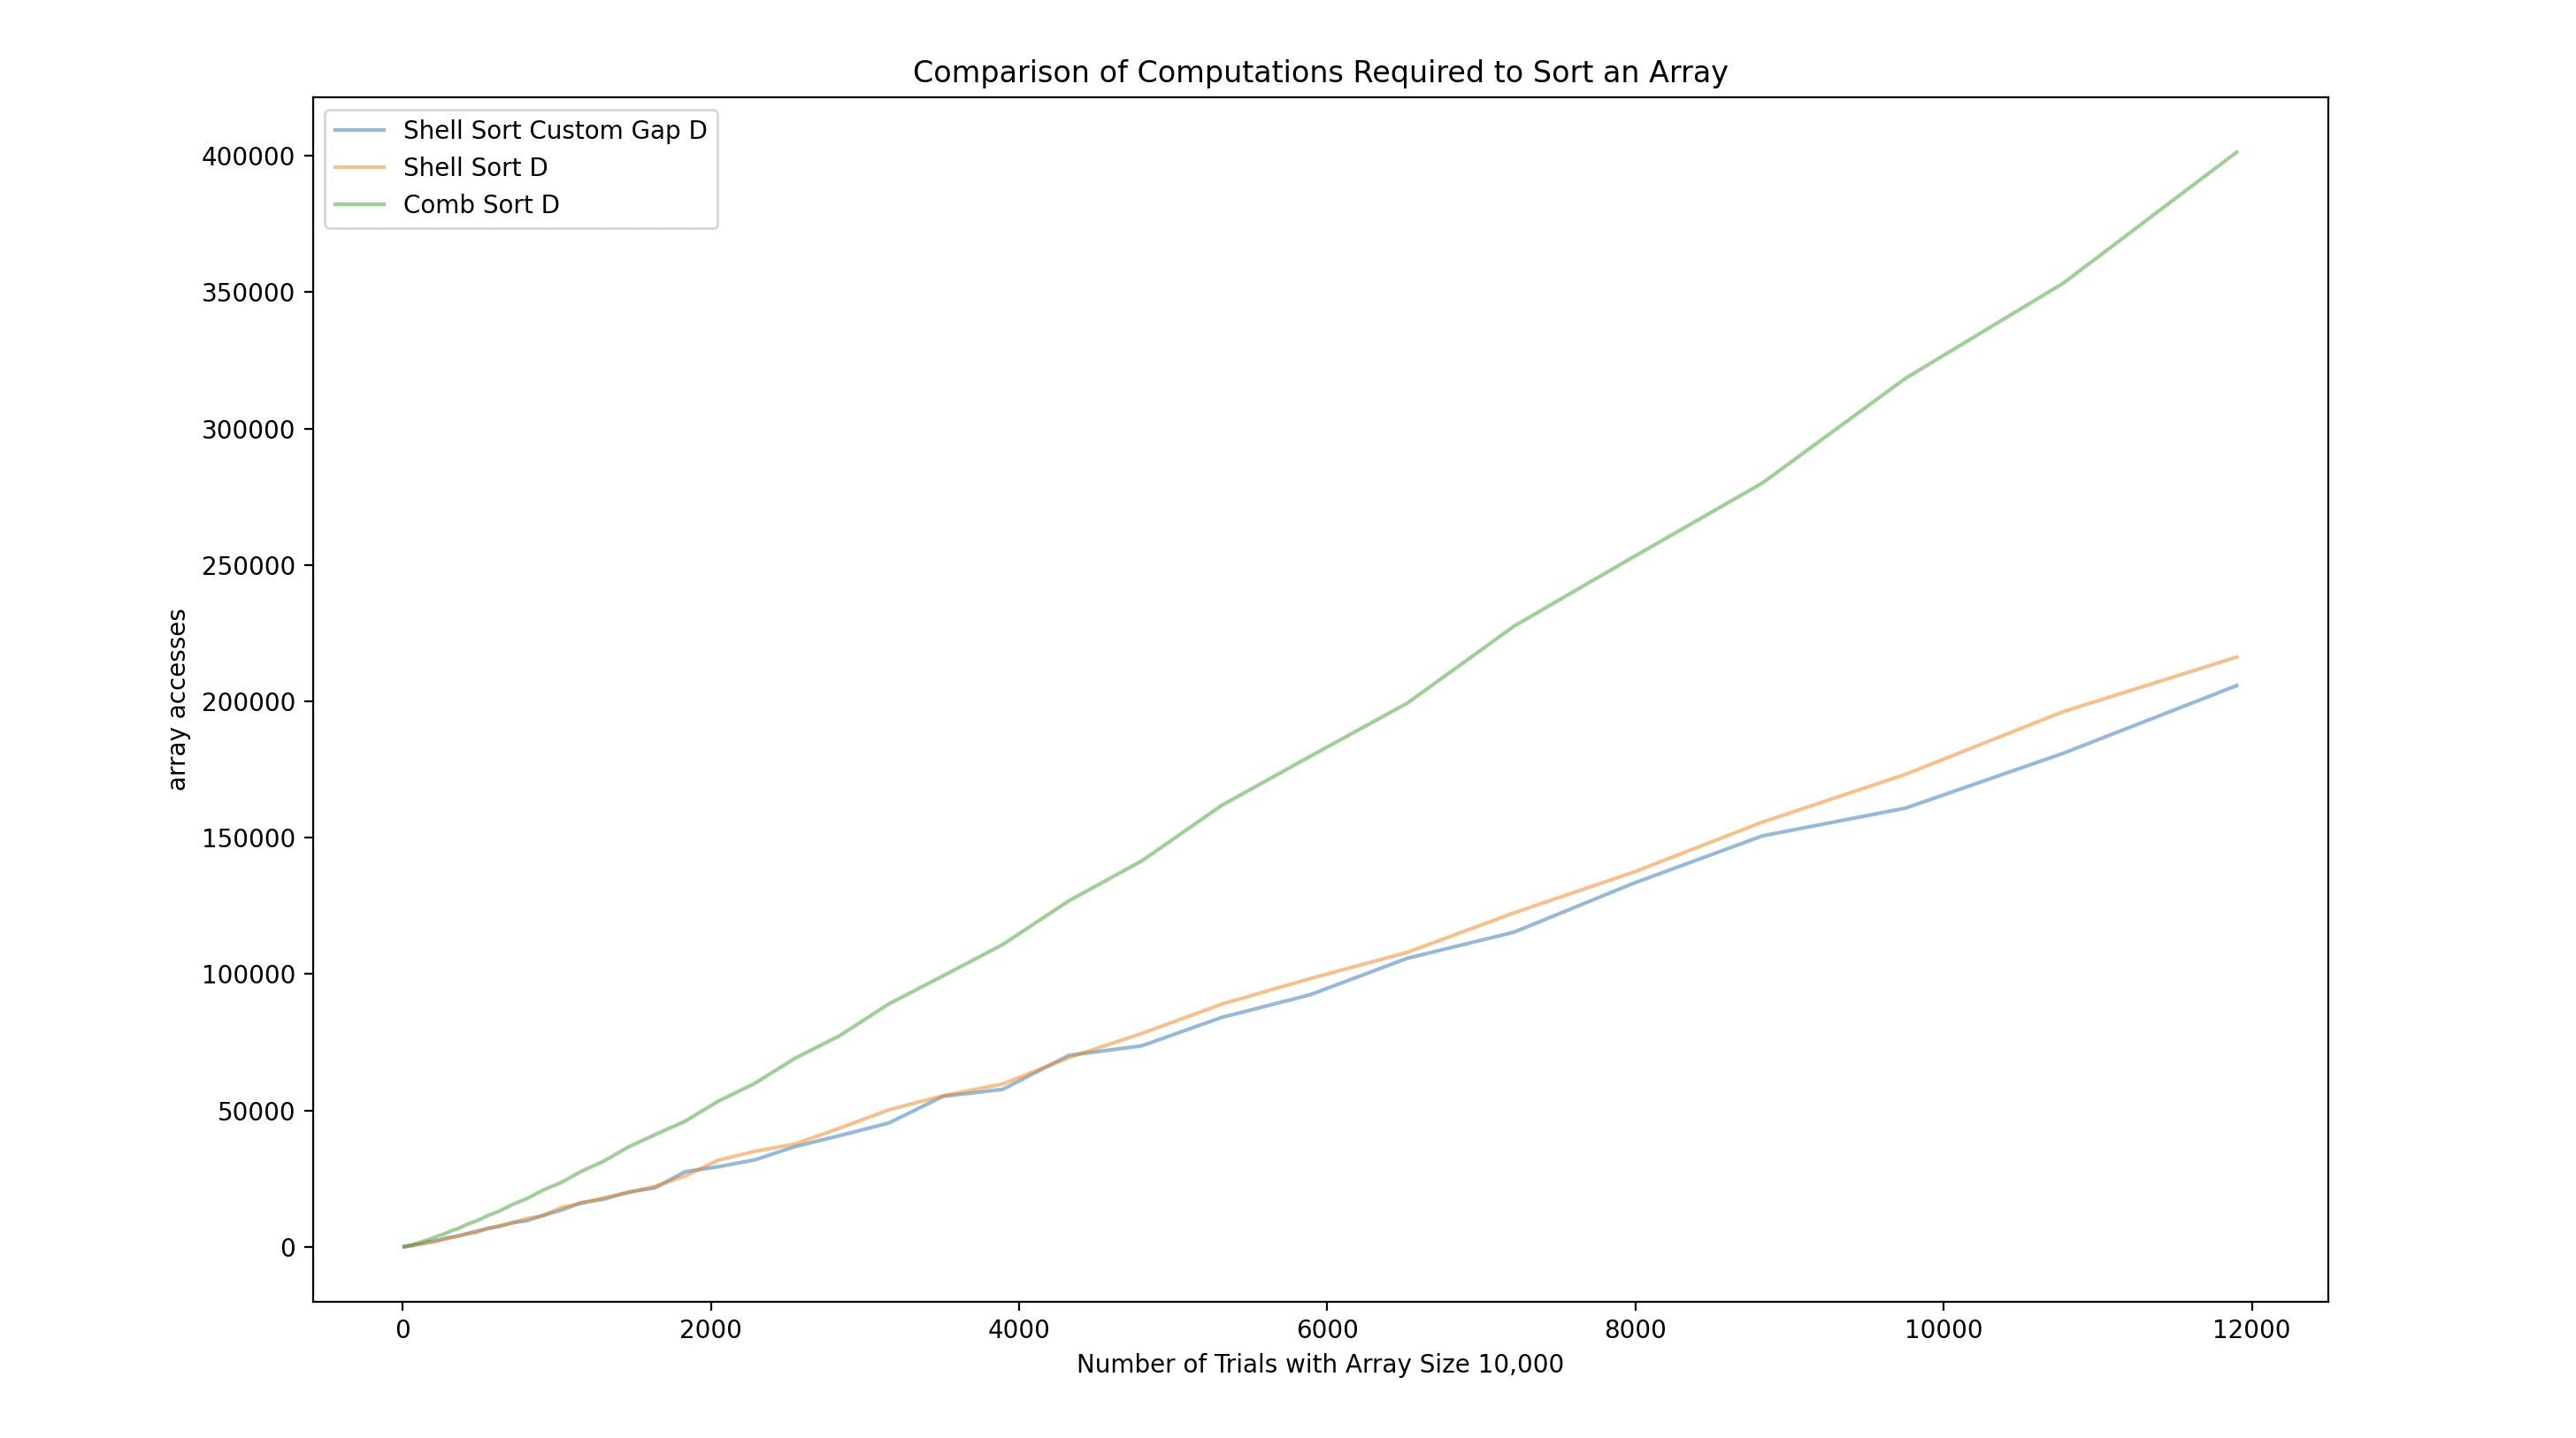 Comparison of Computations Required to Sort an Array
Shell Sort Custom Gap D
Shell Sort D
Comb Sort D
400000
350000
300000
250000
200000
150000
100000
50000
0
array accesses
0 2000 4000 6000 8000 10000 12000
Number of Trials with Array Size 10,000